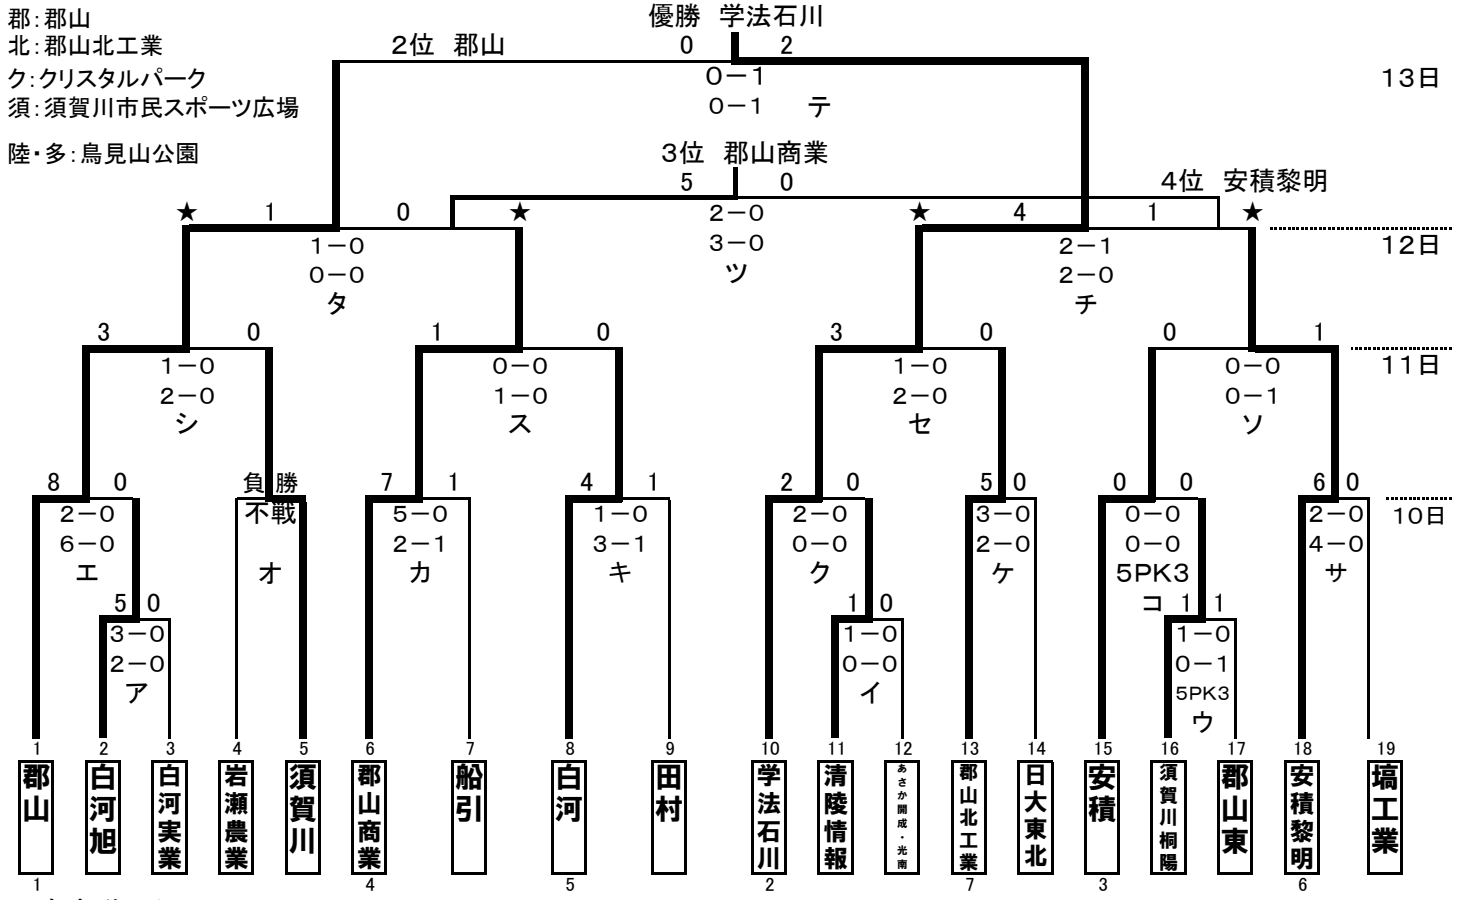 郡：郡山
北：郡山北工業
ク：クリスタルパーク
須：須賀川市民スポーツ広場
陸・多：鳥見山公園
優勝　学法石川
２位　郡山
0 2
０－１
０－１ テ
13日
３位　郡山商業
5 0
４位　安積黎明
２－０
３－０
ツ
★ 1 0 ★ ★ 4 1 ★
１－０ ２－１ 12日
０－０ ２－０
タ チ
3 0 1 0 3 0 0 1
１－０ ０－０ １－０ ０－０ 11日
２－０ １－０ ２－０ ０－１
シ ス セ ソ
8 0 負 勝 7 1 4 1 2 0 5 0 0 0 6 0
２－０ 不戦 ５－０ １－０ ２－０ ３－０ ０－０ ２－０ 10日
６－０ ２－１ ３－１ ０－０ ２－０ ０－０ ４－０
エ オ カ キ ク ケ 5PK3 サ
コ
5 0 1 0 1 1
３－０ １－０ １－０
２－０ ０－０ ０－１
ア イ 5PK3
ウ
1 2 3 4 5 6 7 8 9 10 11 12 13 14 15 16 17 18 19
郡山
白河旭
白河実業
岩瀬農業
須賀川
郡山商業
船引
白河
田村
学法石川
清陵情報
あさか開成・光南
郡山北工業
日大東北
安積
須賀川桐陽
郡山東
安積黎明
塙工業
1 4 5 2 7 3 6